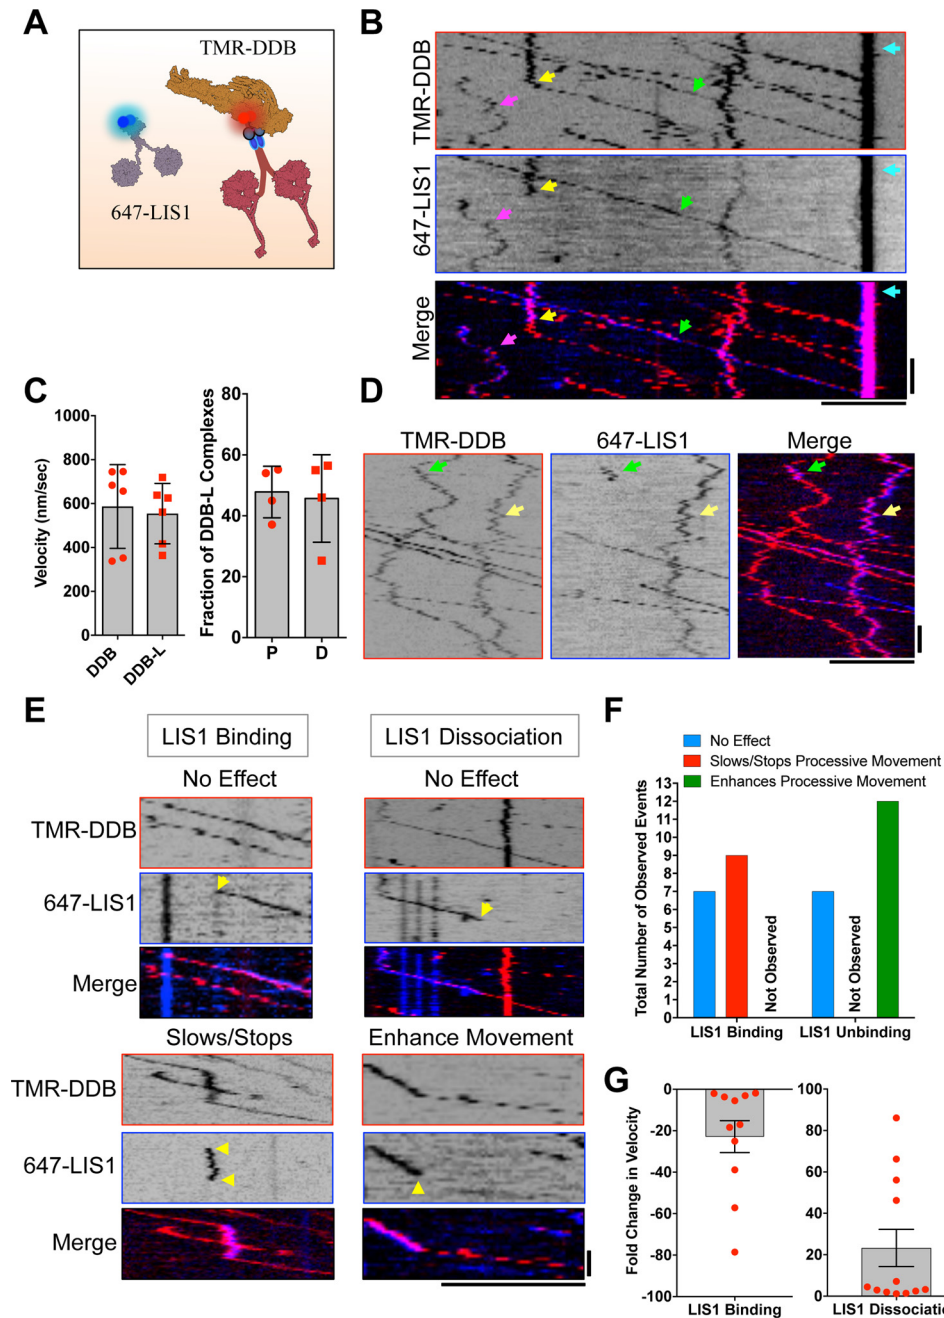 A
TMR-DDB
647-LIS1
B
TMR-DDB
647-LIS1
Merge
C
Velocity (nm/sec)
1000
800
600
400
200
0
DDB
DDB-L
Fraction of DDB-L Complexes
80
60
40
20
0
P
D
D
TMR-DDB
647-LIS1
Merge
E
LIS1 Binding
LIS1 Dissociation
No Effect
No Effect
TMR-DDB
647-LIS1
Merge
Slows/Stops
Enhance Movement
TMR-DDB
647-LIS1
Merge
F
No Effect
Slows/Stops Processive Movement
Enhances Processive Movement
Total Number of Observed Events
13
12
11
10
9
8
7
6
5
4
3
2
1
0
Not Observed
Not Observed
LIS1 Binding
LIS1 Unbinding
G
Fold Change in Velocity
0
-20
-40
-60
-80
-100
LIS1 Binding
100
80
60
40
20
0
LIS1 Dissociati